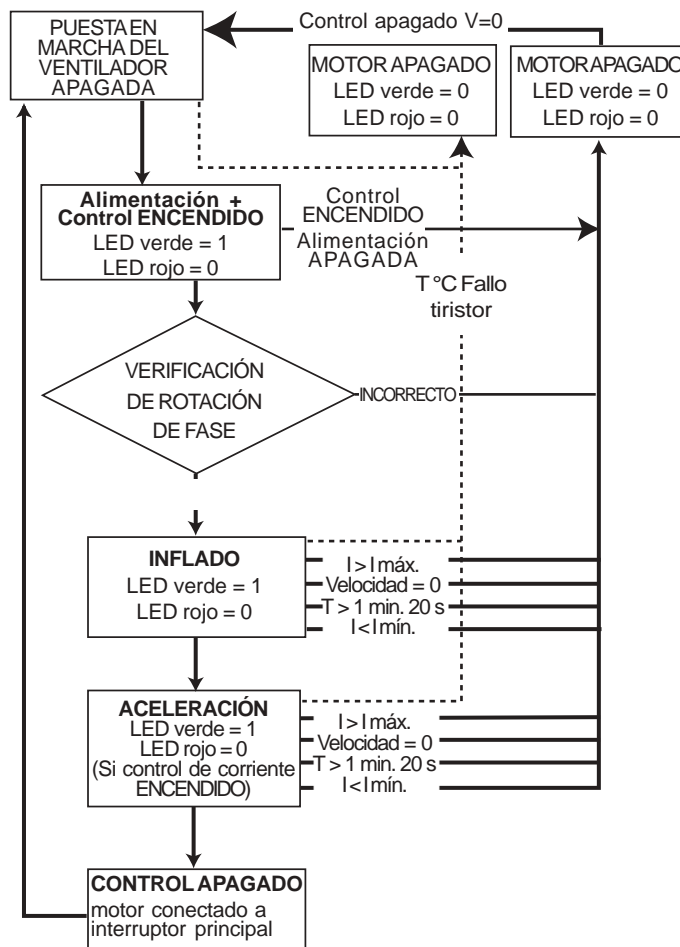 PUESTA EN
MARCHA DEL
VENTILADOR
APAGADA
Control apagado V=0
MOTOR APAGADO
LED verde = 0
LED rojo = 0
MOTOR APAGADO
LED verde = 0
LED rojo = 0
Alimentación +
Control ENCENDIDO
LED verde = 1
LED rojo = 0
Control
ENCENDIDO
Alimentación
APAGADA
T °C Fallo
tiristor
VERIFICACIÓN
DE ROTACIÓN
DE FASE
INCORRECTO
INFLADO
LED verde = 1
LED rojo = 0
I > I máx.
Velocidad = 0
T > 1 min. 20 s
I < I mín.
ACELERACIÓN
LED verde = 1
LED rojo = 0
(Si control de corriente
ENCENDIDO)
I > I máx.
Velocidad = 0
T > 1 min. 20 s
I < I mín.
CONTROL APAGADO
motor conectado a
interruptor principal